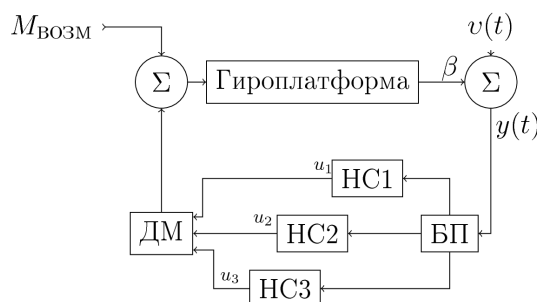 M_ВОЗМ
v(t)
Σ
Гироплатформа
β
Σ
y(t)
u_1
НС1
ДМ
u_2
НС2
БП
u_3
НС3